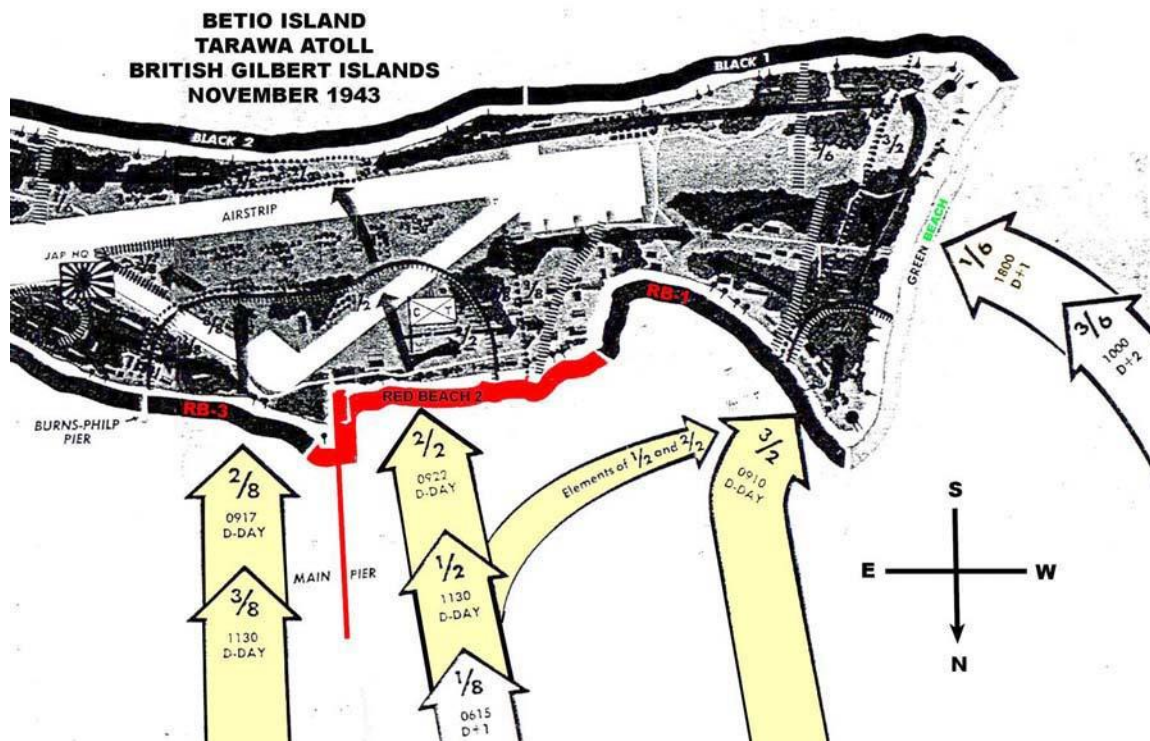 BETIO ISLAND
TARAWA ATOLL
BRITISH GILBERT ISLANDS
NOVEMBER 1943
BLACK 1
BLACK 2
3/6
3/2
AIRSTRIP
JAP HQ
GREEN BEACH
1/6
1800
D+1
3/6
1000
D+2
RB-1
C
RED BEACH 2
RB-3
BURNS-PHILP
PIER
2/8
0917
D-DAY
3/8
1130
D-DAY
MAIN PIER
2/2
0922
D-DAY
1/2
1130
D-DAY
1/8
0615
D+1
Elements of 1/2 and 2/2
3/2
0910
D-DAY
S
E W
N